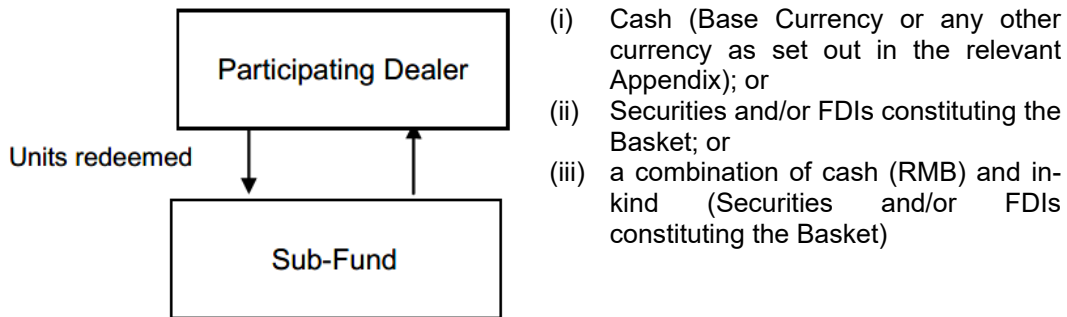 Participating Dealer
Units redeemed
Sub-Fund
(i) Cash (Base Currency or any other
currency as set out in the relevant
Appendix); or
(ii) Securities and/or FDIs constituting the
Basket; or
(iii) a combination of cash (RMB) and in-
kind (Securities and/or FDIs
constituting the Basket)